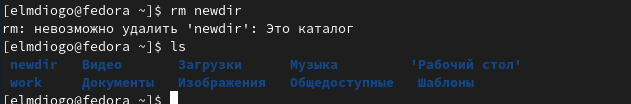 [elmdiogo@fedora ~]$ rm newdir
rm: невозможно удалить 'newdir': Это каталог
[elmdiogo@fedora ~]$ ls
newdir Видео Загрузки Музыка 'Рабочий стол'
work Документы Изображения Общедоступные Шаблоны
[elmdiogo@fedora ~]$